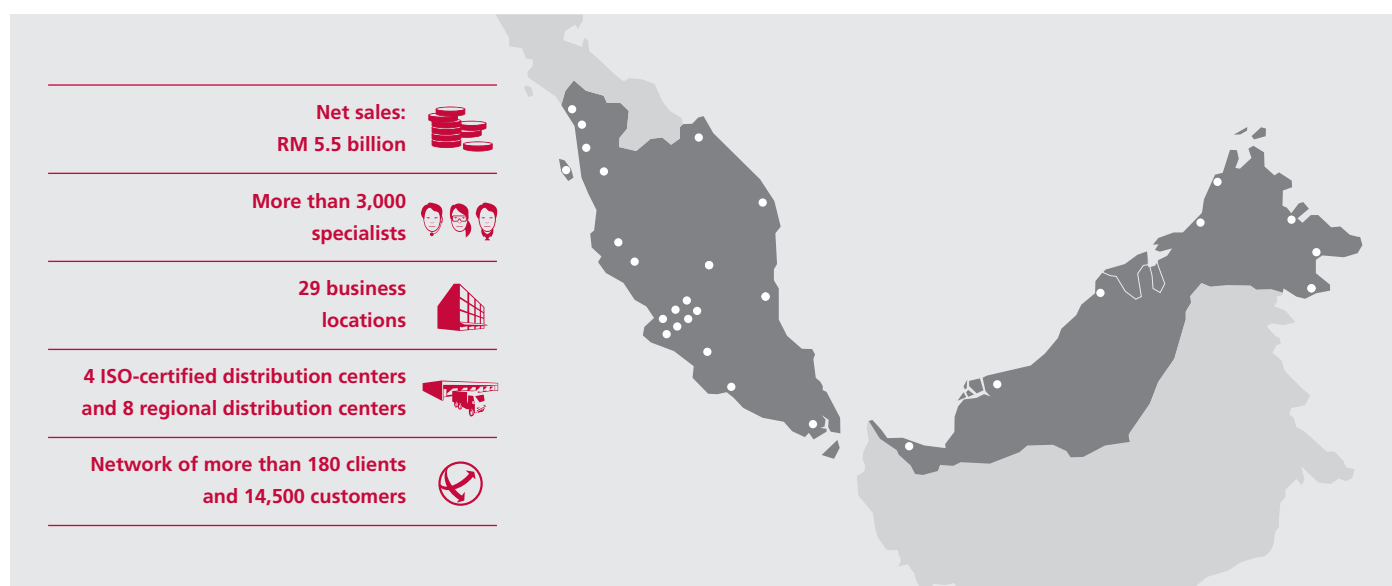 Net sales:
RM 5.5 billion
More than 3,000
specialists
29 business
locations
4 ISO-certified distribution centers
and 8 regional distribution centers
Network of more than 180 clients
and 14,500 customers